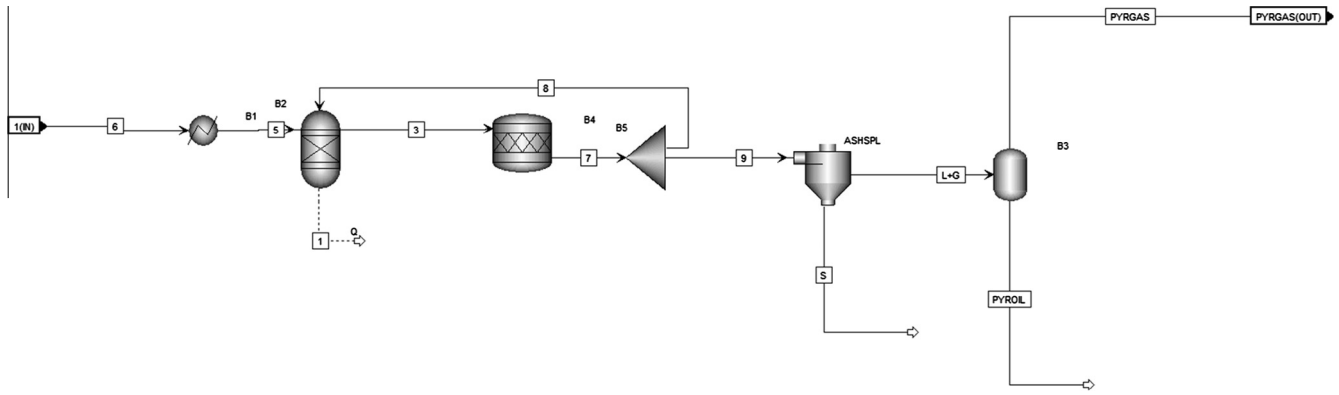 PYRGAS
PYRGAS(OUT)
8
B2
B1
B4
B5
1(IN)
6
5
3
7
9
ASHSPL
B3
L+G
Q
1
S
PYROIL